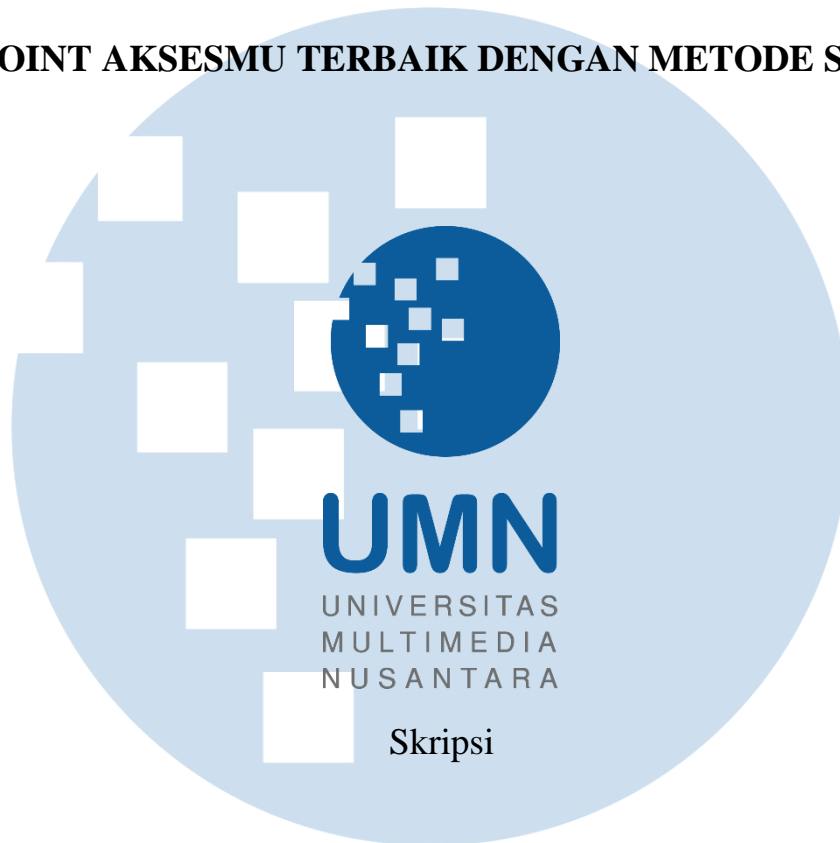 OINT AKSESMU TERBAIK DENGAN METODE S
UMN
UNIVERSITAS
MULTIMEDIA
NUSANTARA
Skripsi